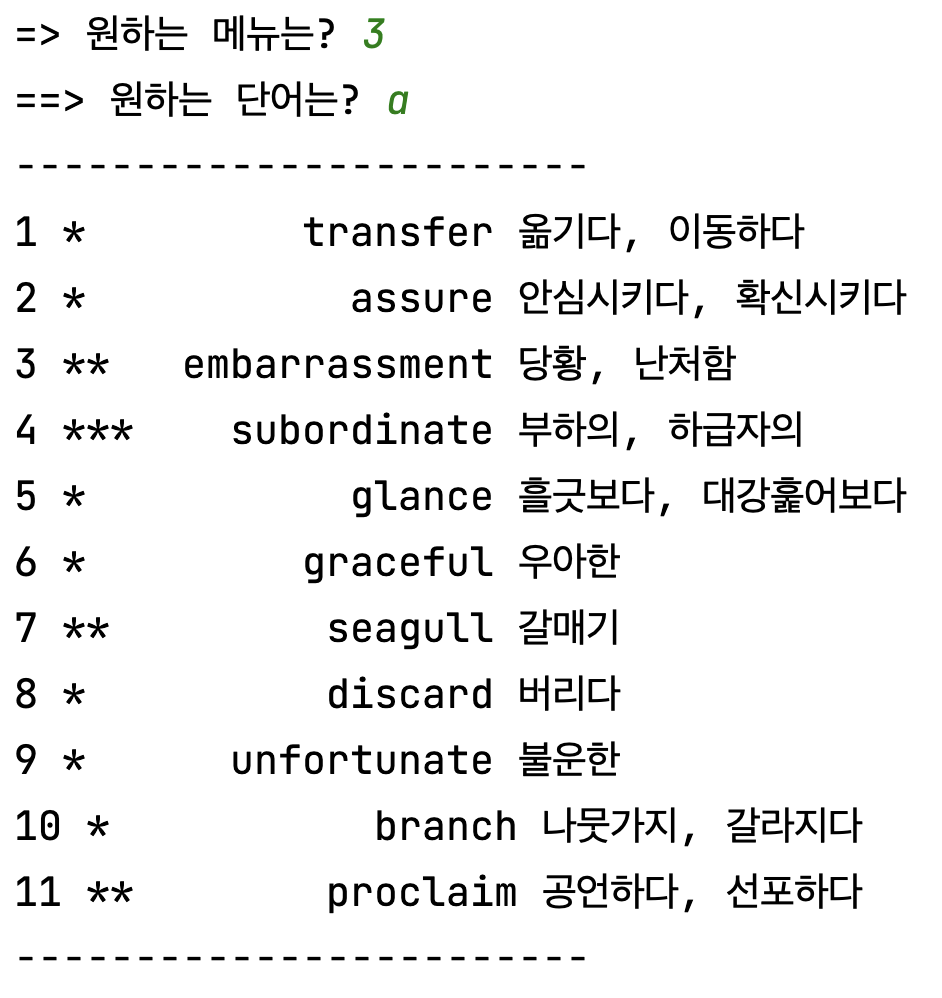 => 원하는 메뉴는? 3
==> 원하는 단어는? a
------------------------
1 *         transfer 옮기다, 이동하다
2 *           assure 안심시키다, 확신시키다
3 **   embarrassment 당황, 난처함
4 ***    subordinate 부하의, 하급자의
5 *           glance 흘긋보다, 대강훑어보다
6 *         graceful 우아한
7 **         seagull 갈매기
8 *          discard 버리다
9 *      unfortunate 불운한
10 *           branch 나뭇가지, 갈라지다
11 **        proclaim 공언하다, 선포하다
------------------------